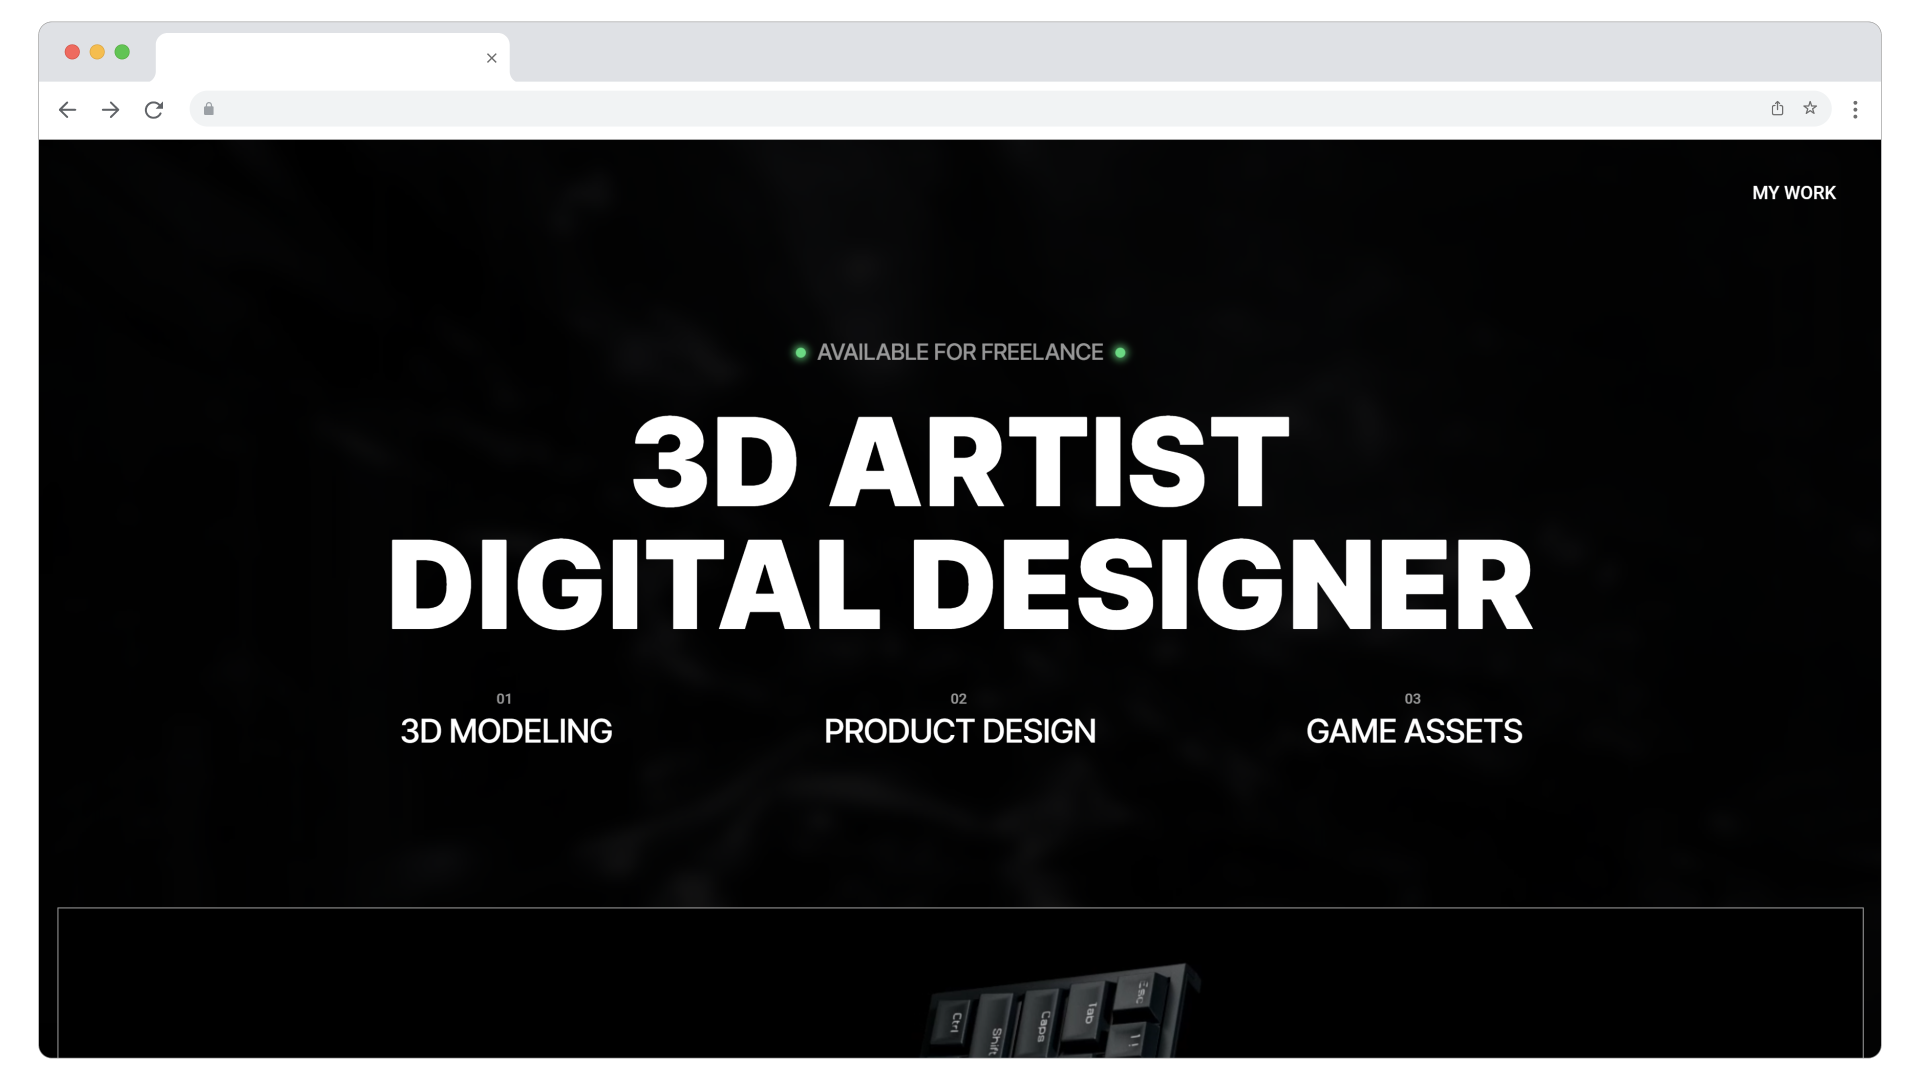 MY WORK
AVAILABLE FOR FREELANCE
3D ARTIST
DIGITAL DESIGNER
01
3D MODELING
02
PRODUCT DESIGN
03
GAME ASSETS
Ctrl
Shift
Caps
Tab
Esc